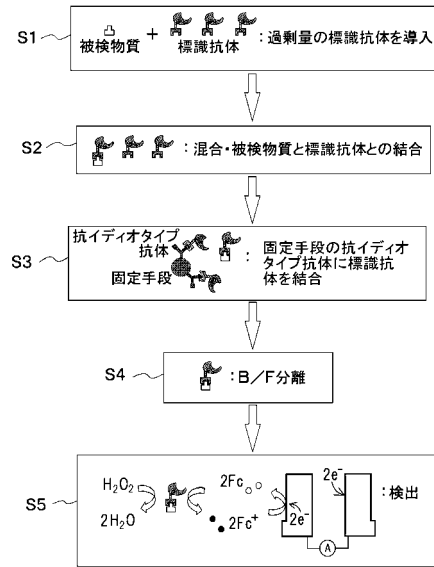 S1
被検物質 + 標識抗体 :過剰量の標識抗体を導入
S2
:混合・被検物質と標識抗体との結合
S3
抗イディオタイプ
抗体
固定手段
:固定手段の抗イディオ
タイプ抗体に標識抗
体を結合
S4
:B/F分離
S5
H₂O₂
2H₂O
2Fc
2Fc⁺
2e⁻
2e⁻
A
:検出